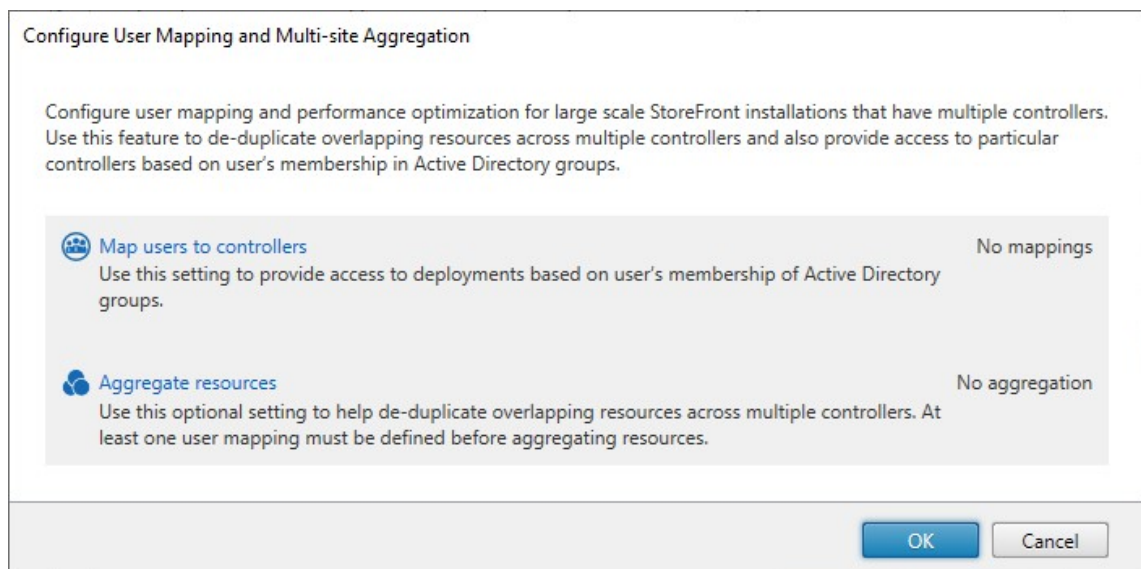 Configure User Mapping and Multi-site Aggregation
Configure user mapping and performance optimization for large scale StoreFront installations that have multiple controllers.
Use this feature to de-duplicate overlapping resources across multiple controllers and also provide access to particular
controllers based on user's membership in Active Directory groups.
Map users to controllers
No mappings
Use this setting to provide access to deployments based on user's membership of Active Directory
groups.
Aggregate resources
No aggregation
Use this optional setting to help de-duplicate overlapping resources across multiple controllers. At
least one user mapping must be defined before aggregating resources.
OK
Cancel